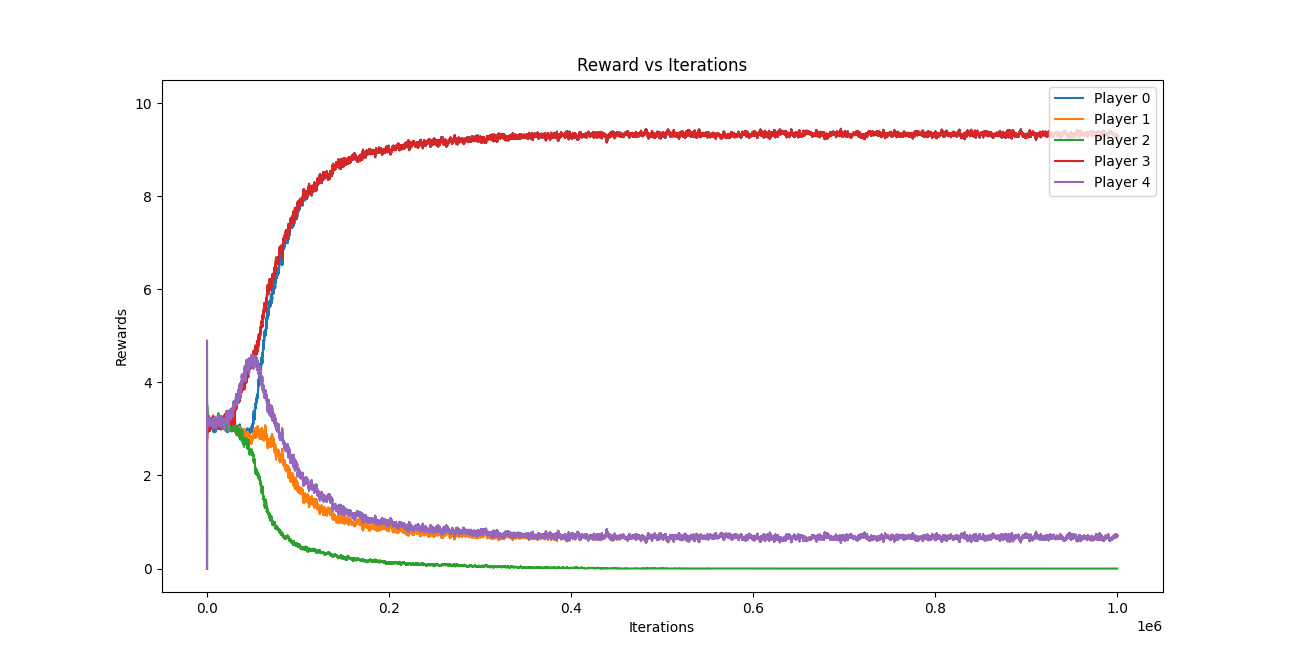 Reward vs Iterations
10
8
6
4
2
0
Rewards
Player 0
Player 1
Player 2
Player 3
Player 4
0.0 0.2 0.4 0.6 0.8 1.0
1e6
Iterations